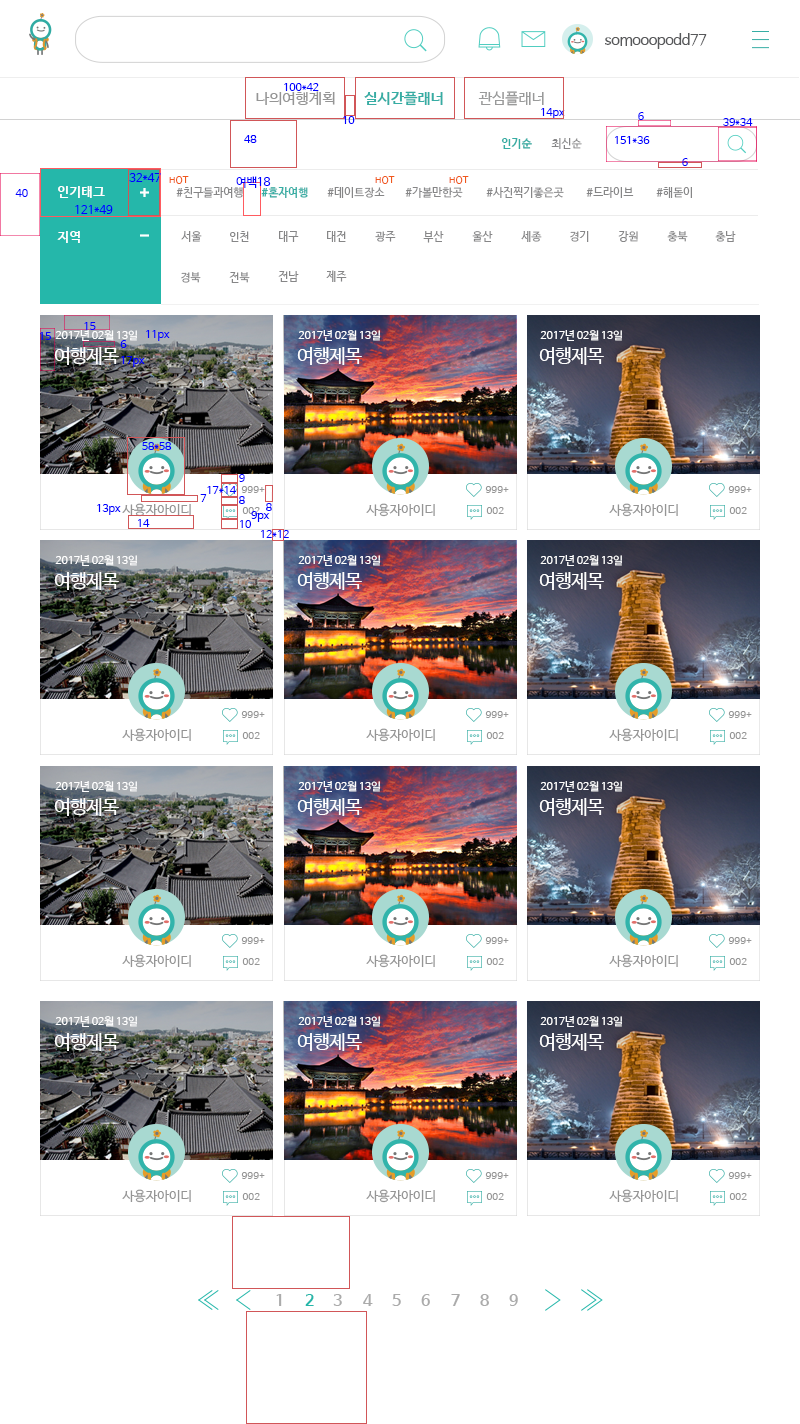 somooopodd77
100*42
나의여행계획 실시간플래너 관심플래너
14px
10
6
39*34
48
인기순 최신순
151*36
6
40
인기태그 +
32*47
121*49
HOT
여백18
HOT
HOT
#친구들과여행 #혼자여행 #데이트장소 #가볼만한곳 #사진찍기좋은곳 #드라이브 #해돋이
지역
서울 인천 대구 대전 광주 부산 울산 세종 경기 강원 충북 충남
경북 전북 전남 제주
15
15
11px
6
2017년 02월 13일 2017년 02월 13일 2017년 02월 13일
여행제목 여행제목 여행제목
58*58
9
17*14
7
8
13px
9px
8
14
10
12*12
999+ 999+ 999+
사용자아이디 002 사용자아이디 002 사용자아이디 002
2017년 02월 13일 2017년 02월 13일 2017년 02월 13일
여행제목 여행제목 여행제목
999+ 999+ 999+
사용자아이디 002 사용자아이디 002 사용자아이디 002
2017년 02월 13일 2017년 02월 13일 2017년 02월 13일
여행제목 여행제목 여행제목
999+ 999+ 999+
사용자아이디 002 사용자아이디 002 사용자아이디 002
2017년 02월 13일 2017년 02월 13일 2017년 02월 13일
여행제목 여행제목 여행제목
999+ 999+ 999+
사용자아이디 002 사용자아이디 002 사용자아이디 002
1 2 3 4 5 6 7 8 9